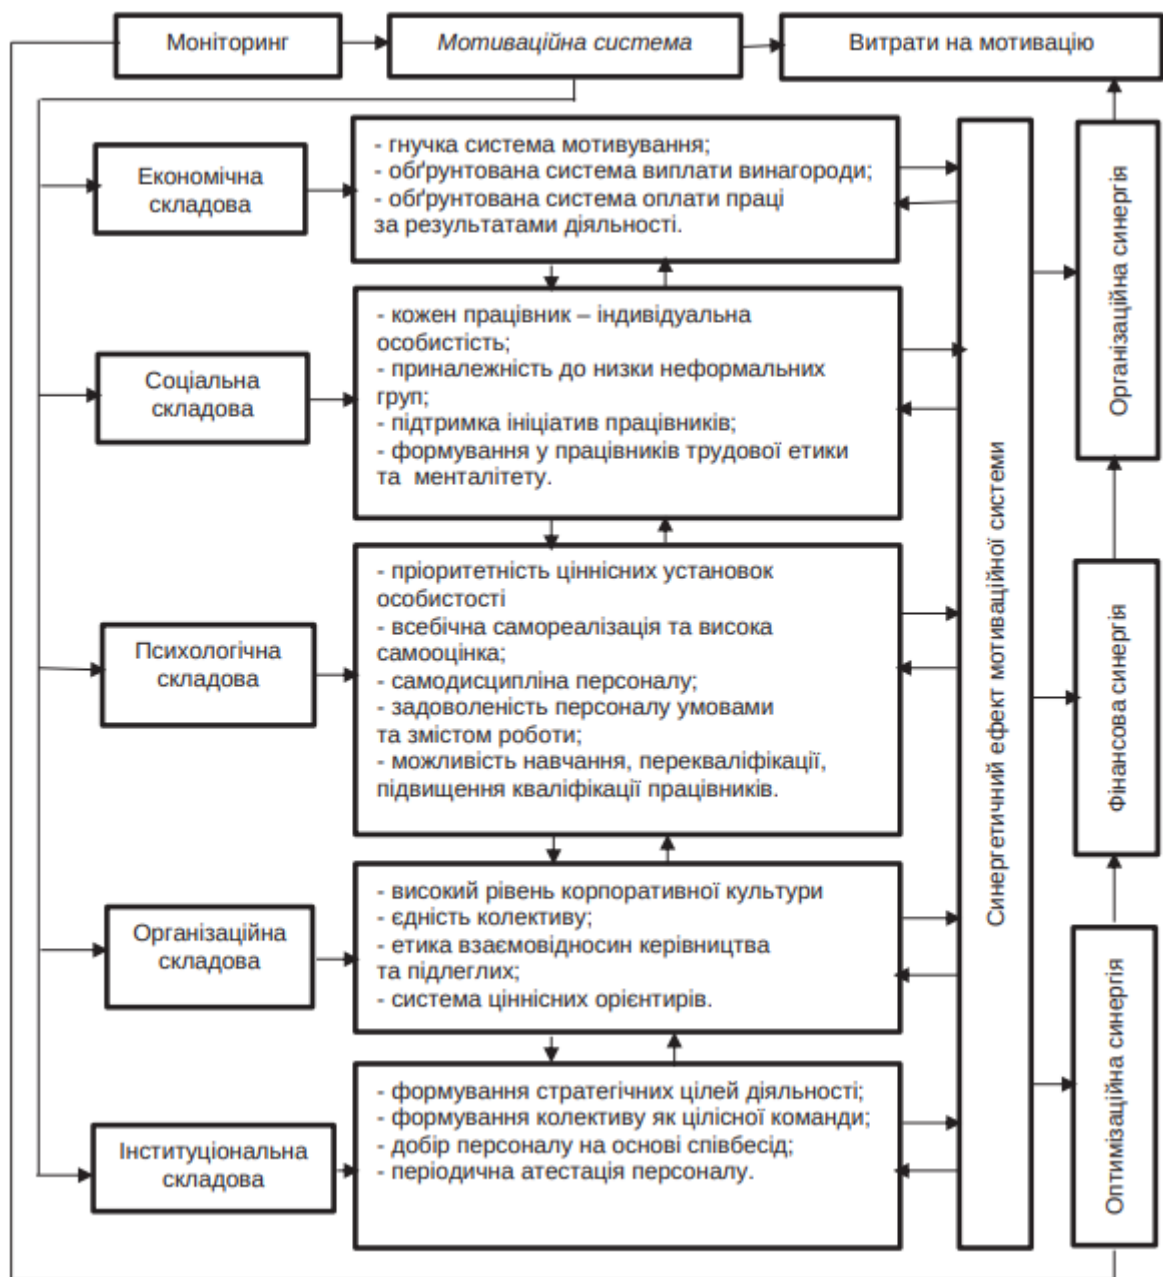 Моніторинг
Мотиваційна система
Витрати на мотивацію
Економічна
складова
- гнучка система мотивування;
- обґрунтована система виплати винагороди;
- обґрунтована система оплати праці
за результатами діяльності.
Соціальна
складова
- кожен працівник – індивідуальна
особистість;
- приналежність до низки неформальних
груп;
- підтримка ініціатив працівників;
- формування у працівників трудової етики
та менталітету.
Психологічна
складова
- пріоритетність ціннісних установок
особистості
- всебічна самореалізація та висока
самооцінка;
- самодисципліна персоналу;
- задоволеність персоналу умовами
та змістом роботи;
- можливість навчання, перекваліфікації,
підвищення кваліфікації працівників.
Організаційна
складова
- високий рівень корпоративної культури
- єдність колективу;
- етика взаємовідносин керівництва
та підлеглих;
- система ціннісних орієнтирів.
Інституціональна
складова
- формування стратегічних цілей діяльності;
- формування колективу як цілісної команди;
- добір персоналу на основі співбесід;
- періодична атестація персоналу.
Синергетичний ефект мотиваційної системи
Організаційна синергія
Фінансова синергія
Оптимізаційна синергія